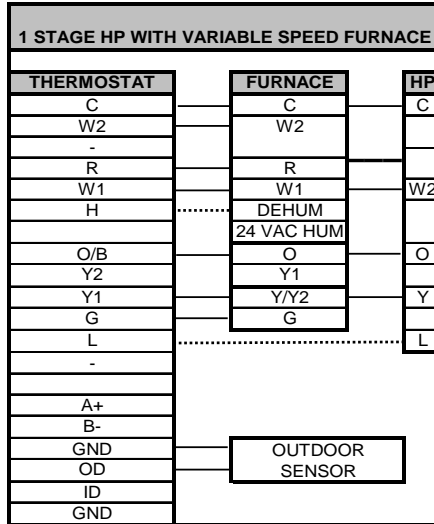 1 STAGE HP WITH VARIABLE SPEED FURNACE
THERMOSTAT FURNACE HP
C C C
W2 W2
-
R R
W1 W1 W2
H DEHUM
24 VAC HUM
O/B O O
Y2 Y1
Y1 Y/Y2 Y
G G
L L
-
A+
B-
GND OUTDOOR
OD SENSOR
ID
GND